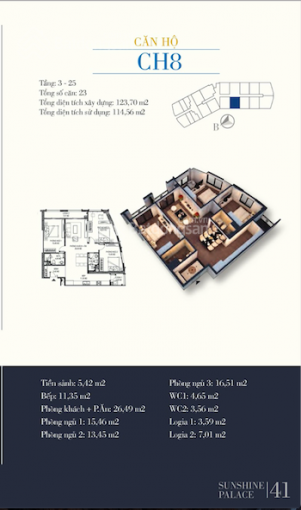 CĂN HỘ
CH8
Tầng: 3 - 25
Tổng số căn: 23
Tổng diện tích xây dựng: 123,70 m2
Tổng diện tích sử dụng: 114,56 m2
B
Tiền sảnh: 5,42 m2
Bếp: 11,35 m2
Phòng khách + P.Ăn: 26,49 m2
Phòng ngủ 1: 15,46 m2
Phòng ngủ 2: 13,45 m2
Phòng ngủ 3: 16,51 m2
WC1: 4,65 m2
WC2: 3,56 m2
Logia 1: 3,59 m2
Logia 2: 7,01 m2
SUNSHINE
PALACE
41